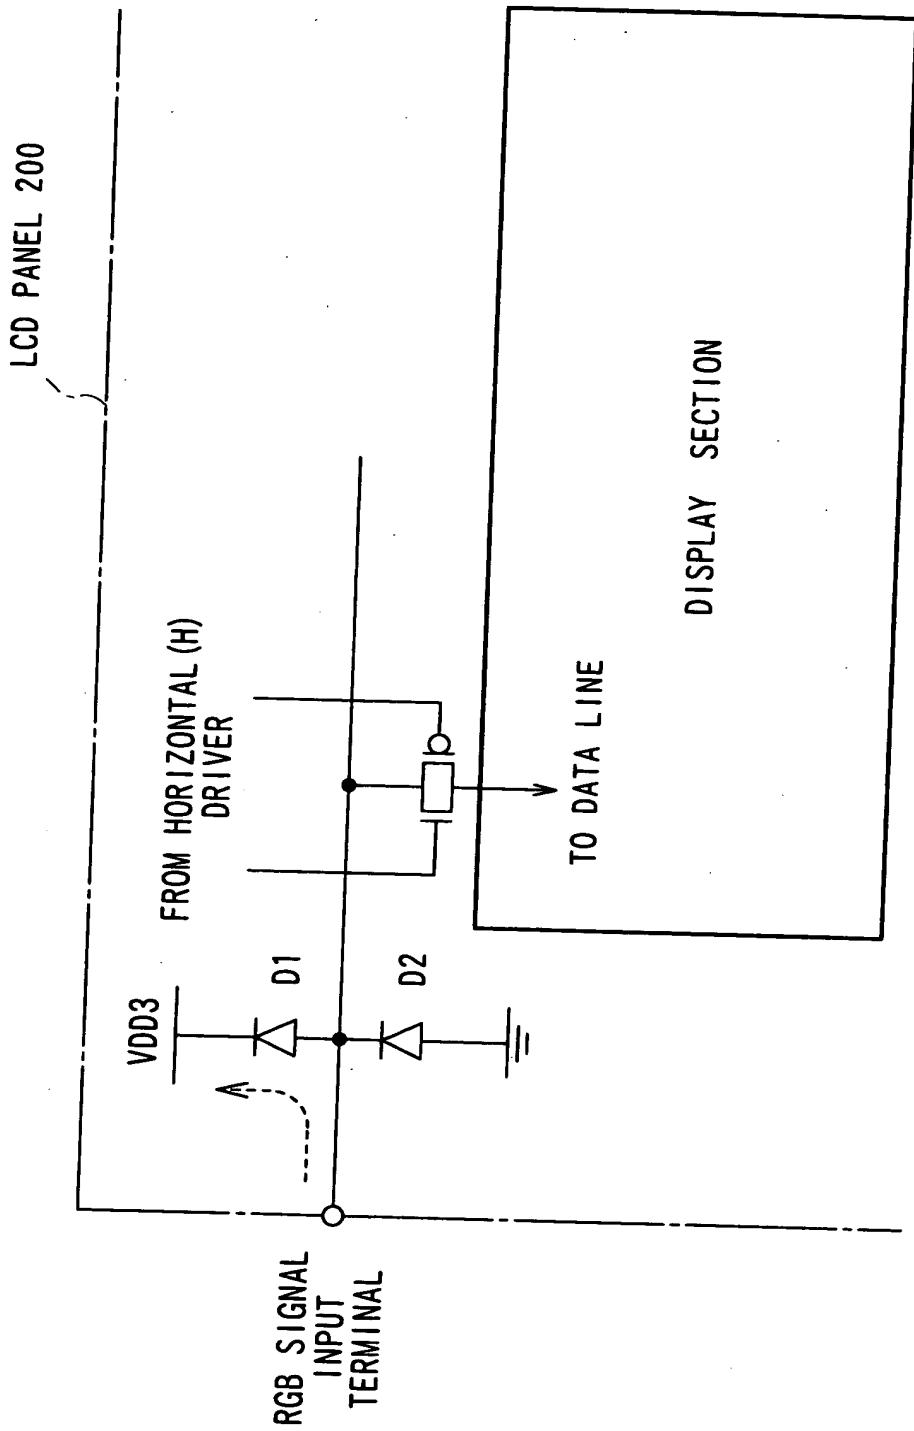 LCD PANEL 200
FROM HORIZONTAL (H)
DRIVER
VDD3
D1
D2
RGB SIGNAL
INPUT
TERMINAL
TO DATA LINE
DISPLAY SECTION